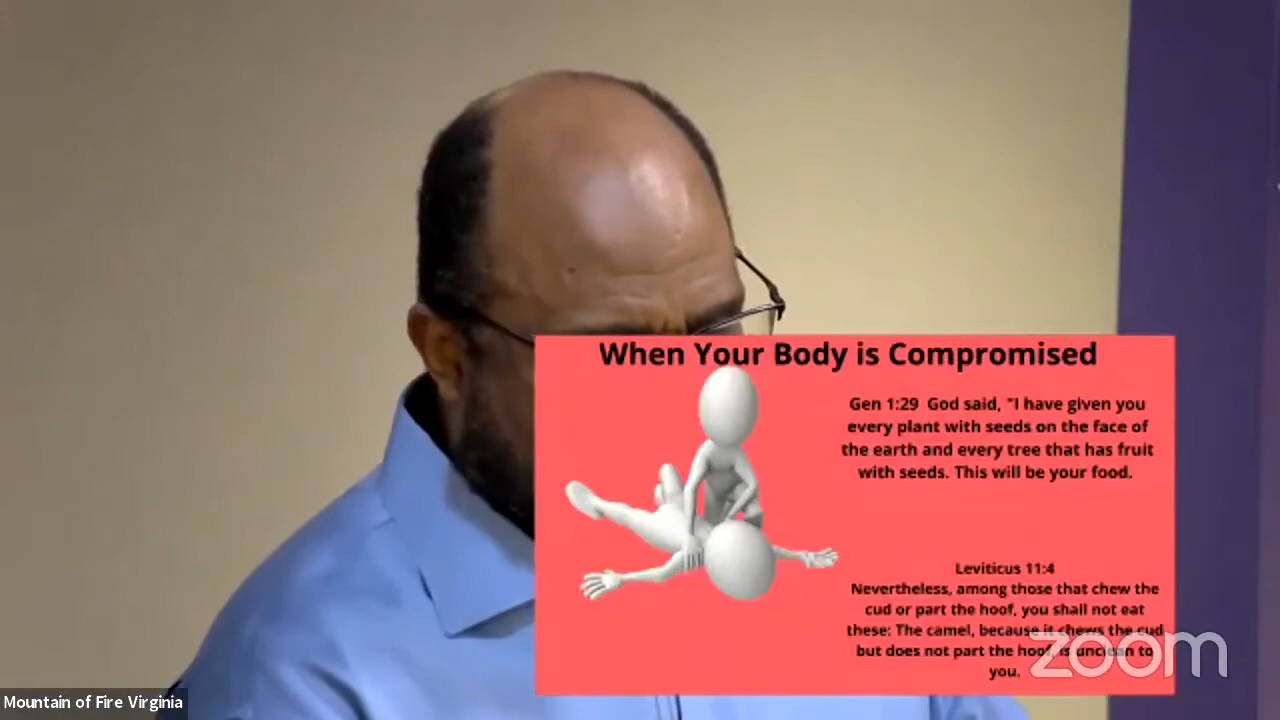 When Your Body is Compromised
Gen 1:29 God said, "I have given you
every plant with seeds on the face of
the earth and every tree that has fruit
with seeds. This will be your food.
Leviticus 11:4
Nevertheless, among those that chew the
cud or part the hoof, you shall not eat
these: The camel, because it chews the cud
but does not part the hoof, is unclean to
you.
zoom
Mountain of Fire Virginia